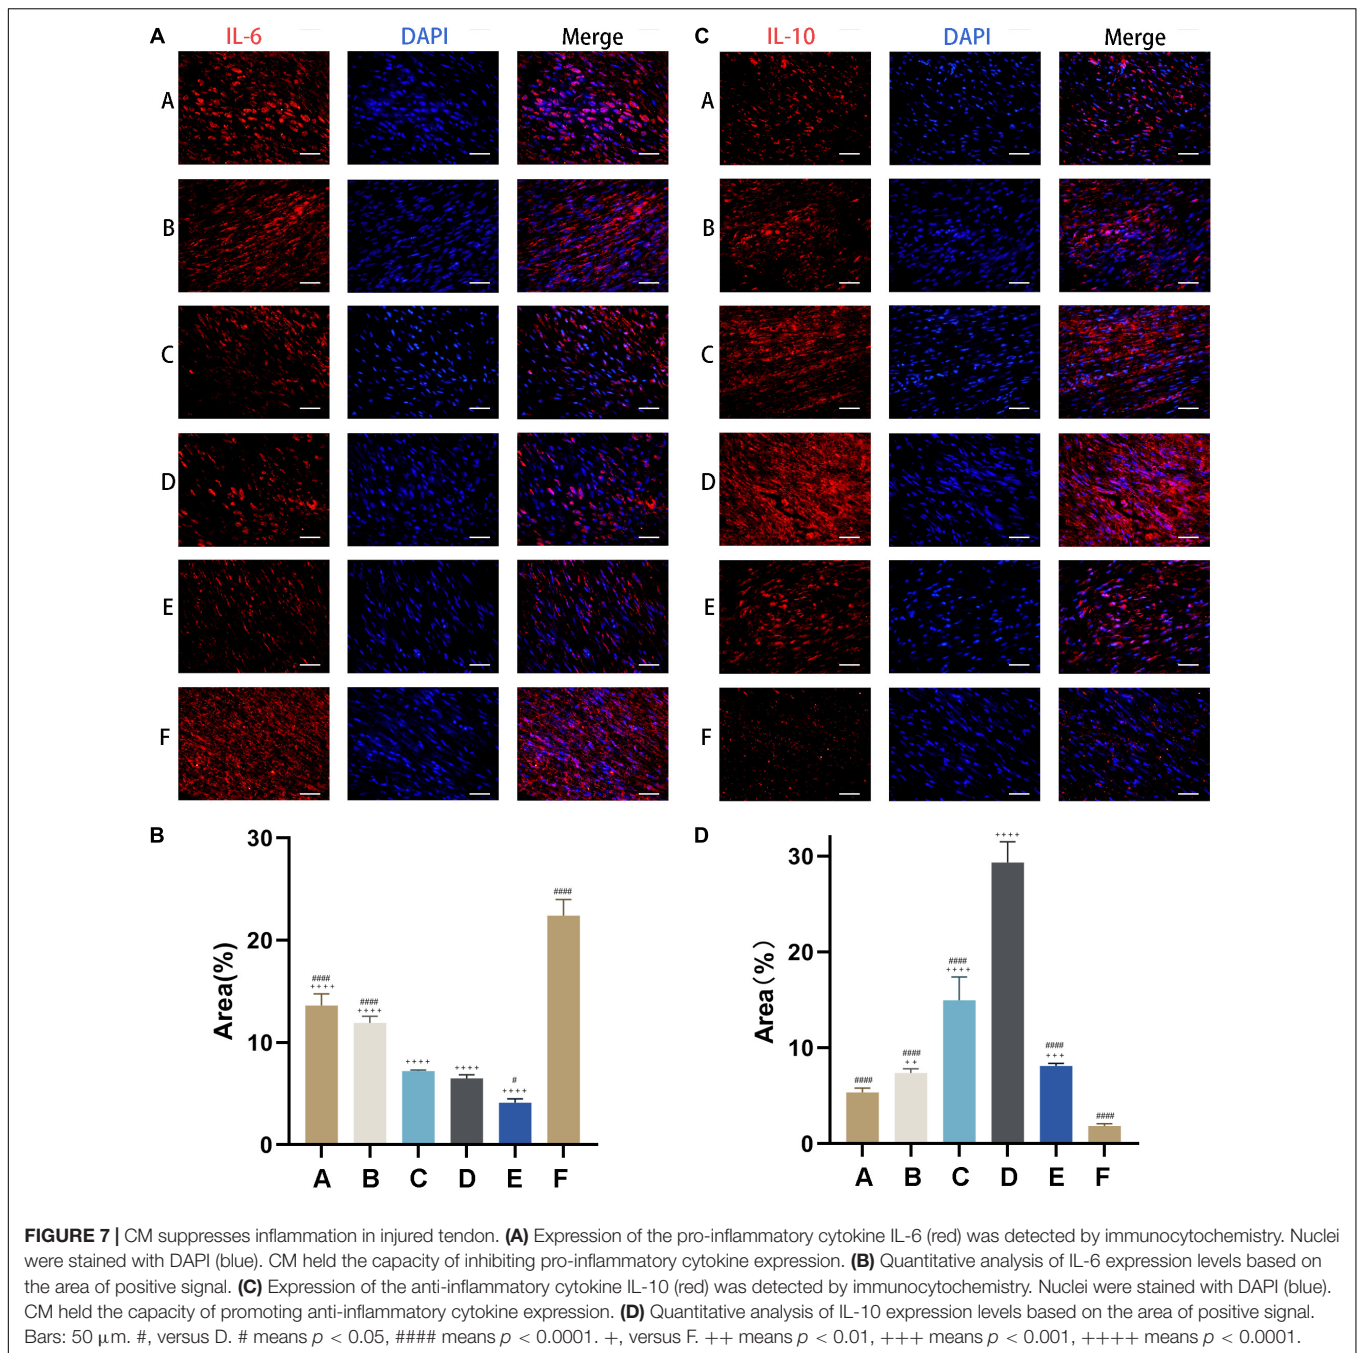 A IL-6 DAPI Merge C IL-10 DAPI Merge
A A
B B
C C
D D
E E
F F
B D
30
20
10
0
Area(%)
####
++++
####
++++
++++
++++
#
++++
####
A B C D E F
30
20
10
0
Area(%)
####
####
++
####
++++
++++
####
+++
####
A B C D E F
FIGURE 7 | CM suppresses inflammation in injured tendon. (A) Expression of the pro-inflammatory cytokine IL-6 (red) was detected by immunocytochemistry. Nuclei
were stained with DAPI (blue). CM held the capacity of inhibiting pro-inflammatory cytokine expression. (B) Quantitative analysis of IL-6 expression levels based on
the area of positive signal. (C) Expression of the anti-inflammatory cytokine IL-10 (red) was detected by immunocytochemistry. Nuclei were stained with DAPI (blue).
CM held the capacity of promoting anti-inflammatory cytokine expression. (D) Quantitative analysis of IL-10 expression levels based on the area of positive signal.
Bars: 50 μm. #, versus D. # means p < 0.05, #### means p < 0.0001. +, versus F. ++ means p < 0.01, +++ means p < 0.001, ++++ means p < 0.0001.